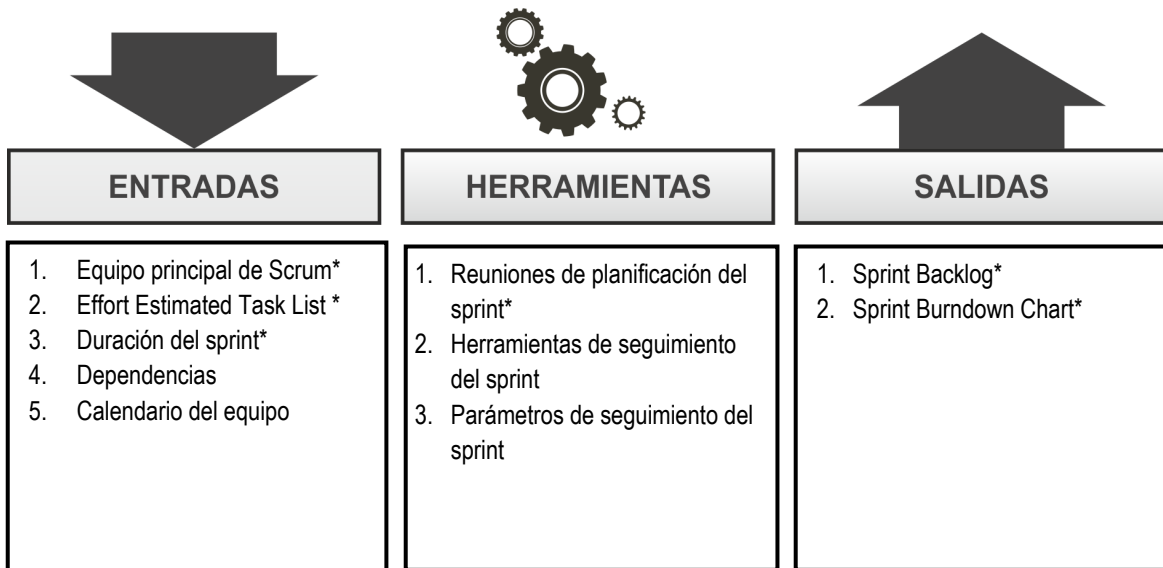 ENTRADAS
HERRAMIENTAS
SALIDAS
1. Equipo principal de Scrum*
2. Effort Estimated Task List *
3. Duración del sprint*
4. Dependencias
5. Calendario del equipo
1. Reuniones de planificación del
sprint*
2. Herramientas de seguimiento
del sprint
3. Parámetros de seguimiento del
sprint
1. Sprint Backlog*
2. Sprint Burndown Chart*